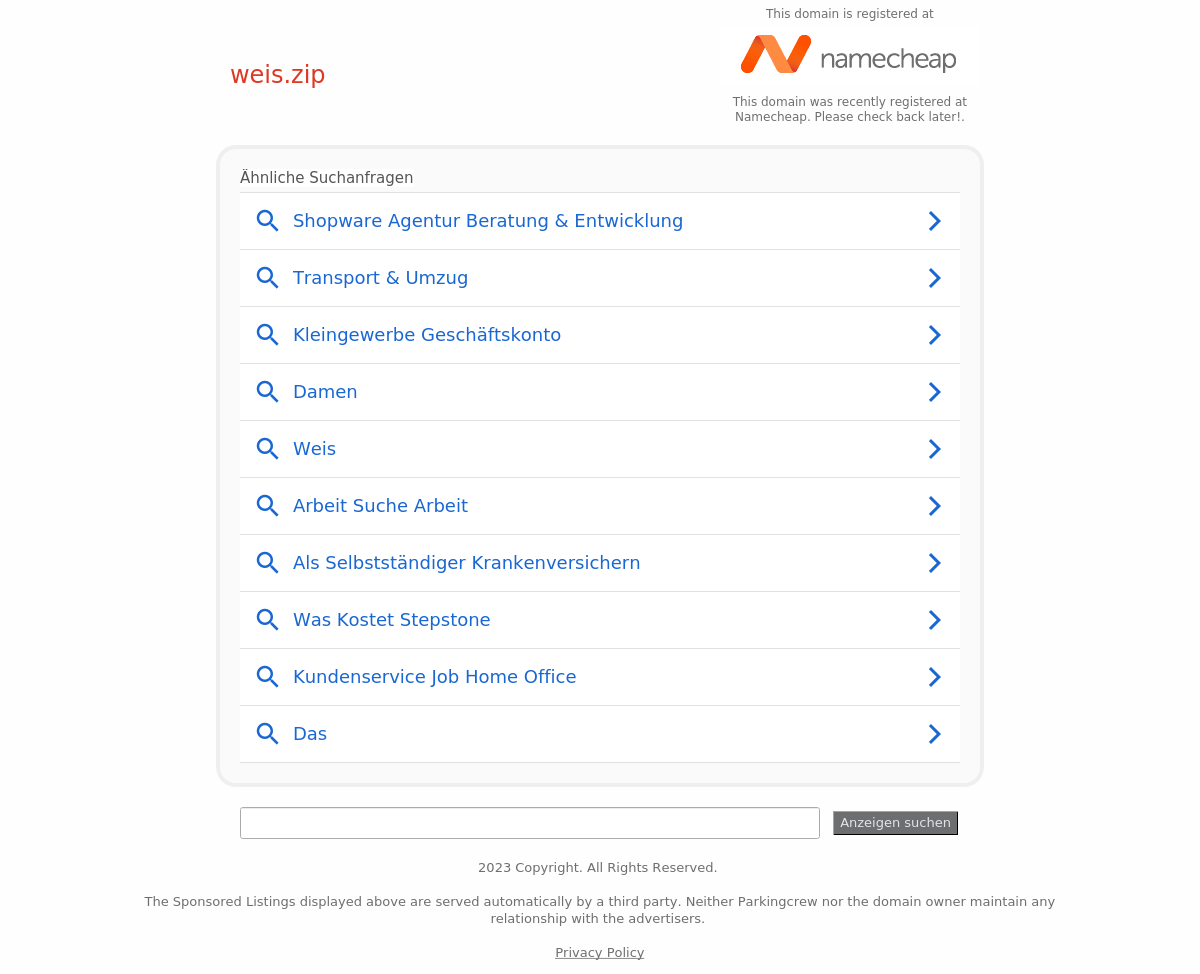 This domain is registered at
namecheap
weis.zip
This domain was recently registered at
Namecheap. Please check back later!.
Ähnliche Suchanfragen
Shopware Agentur Beratung & Entwicklung
Transport & Umzug
Kleingewerbe Geschäftskonto
Damen
Weis
Arbeit Suche Arbeit
Als Selbstständiger Krankenversichern
Was Kostet Stepstone
Kundenservice Job Home Office
Das
Anzeigen suchen
2023 Copyright. All Rights Reserved.
The Sponsored Listings displayed above are served automatically by a third party. Neither Parkingcrew nor the domain owner maintain any
relationship with the advertisers.
Privacy Policy